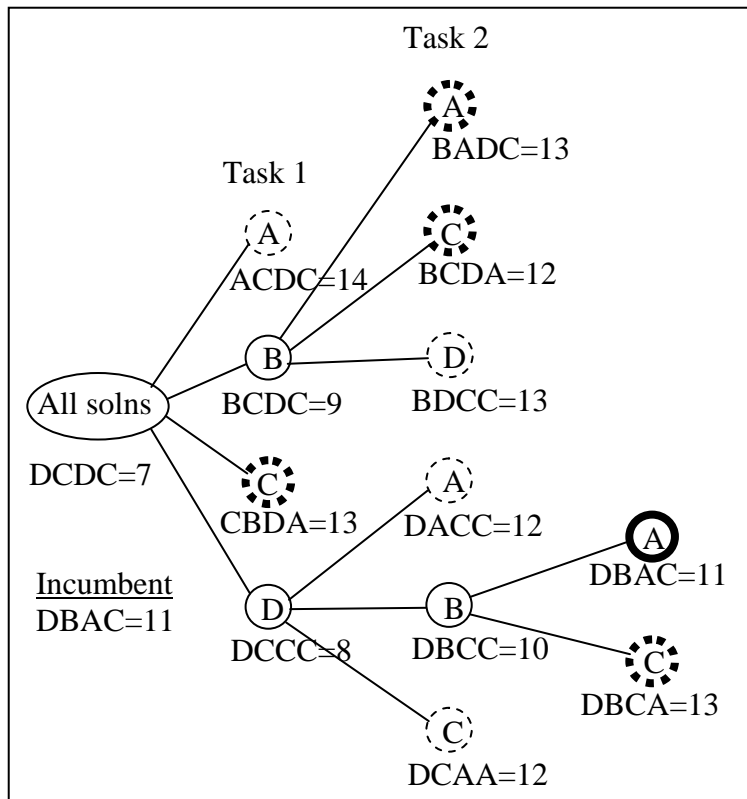 Task 2
A
BADC=13
Task 1
A
ACDC=14
C
BCDA=12
B
BCDC=9
D
BDCC=13
All solns
DCDC=7
C
CBDA=13
A
DACC=12
A
DBAC=11
Incumbent
DBAC=11
D
DCCC=8
B
DBCC=10
C
DBCA=13
C
DCAA=12